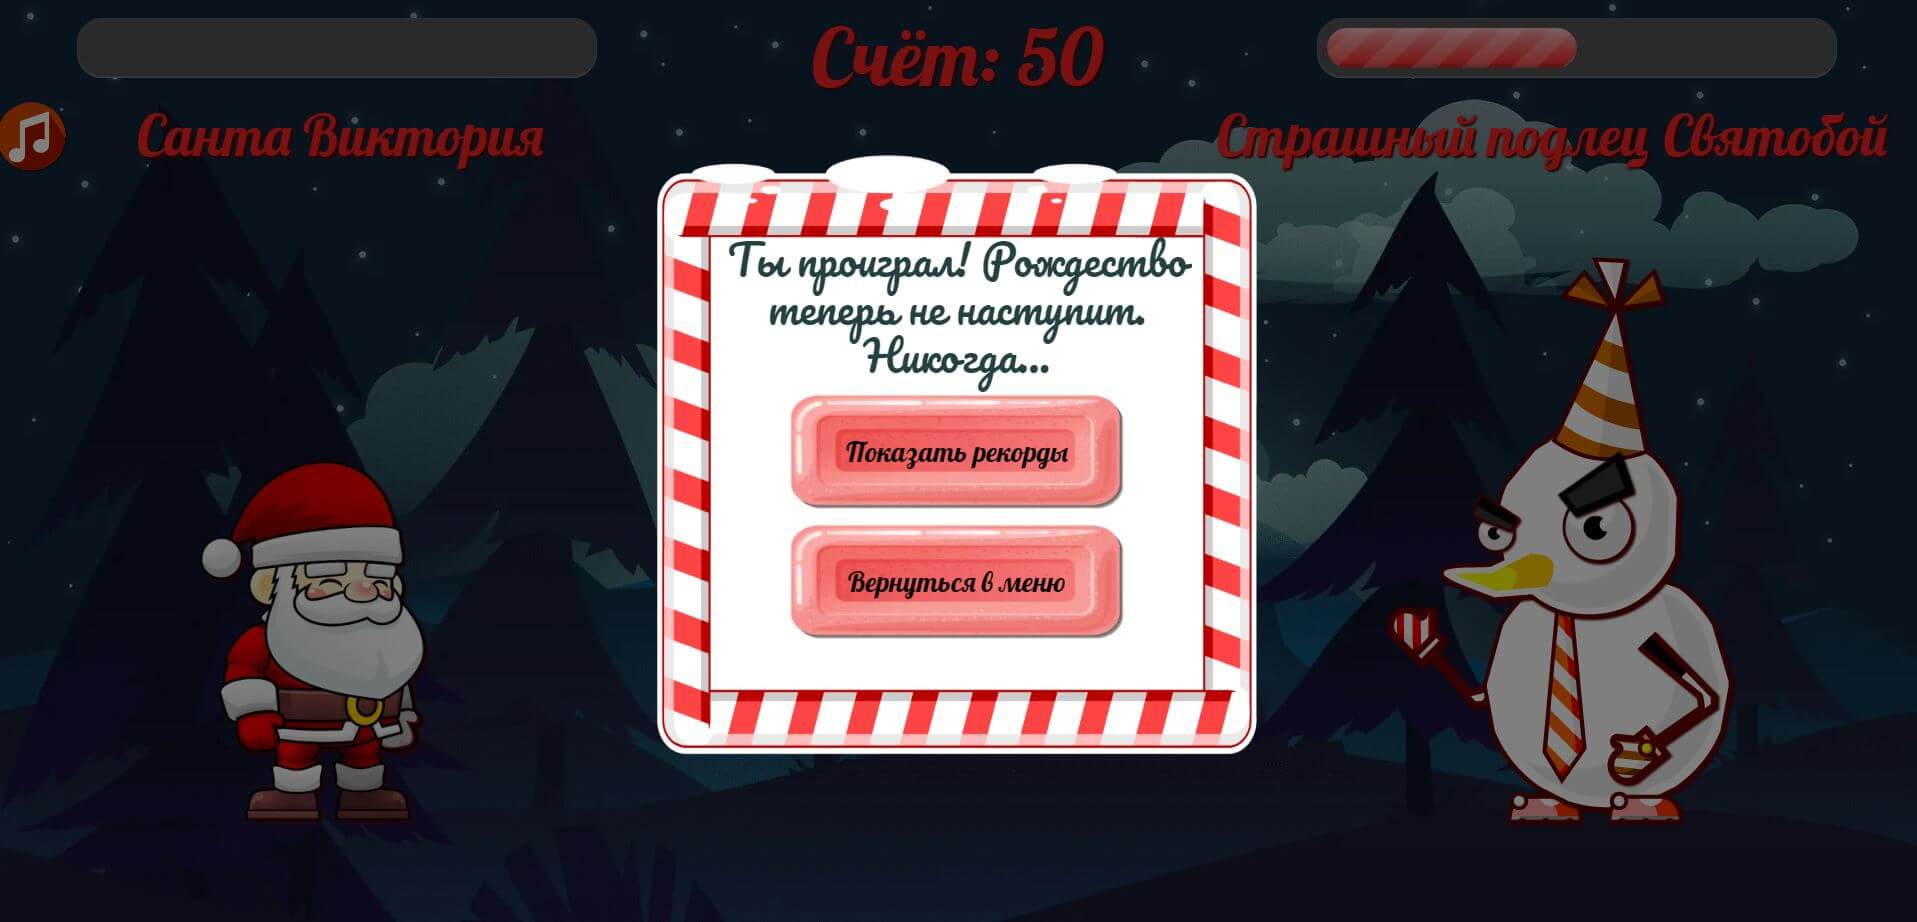 Счёт: 50
Санта Виктория
Страшный подлец Святобой
Ты проиграл! Рождество
теперь не наступит.
Никогда...
Показать рекорды
Вернуться в меню